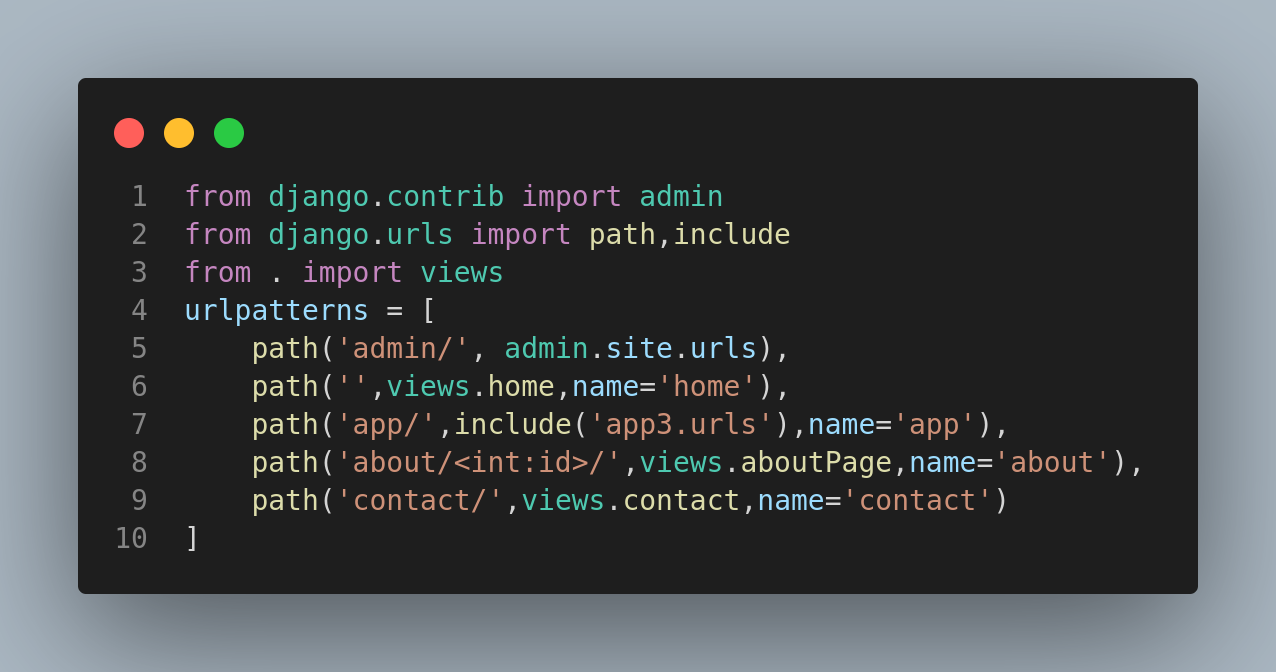 1 from django.contrib import admin
2 from django.urls import path,include
3 from . import views
4 urlpatterns = [
5     path('admin/', admin.site.urls),
6     path('',views.home,name='home'),
7     path('app/',include('app3.urls'),name='app'),
8     path('about/<int:id>/',views.aboutPage,name='about'),
9     path('contact/',views.contact,name='contact')
10 ]